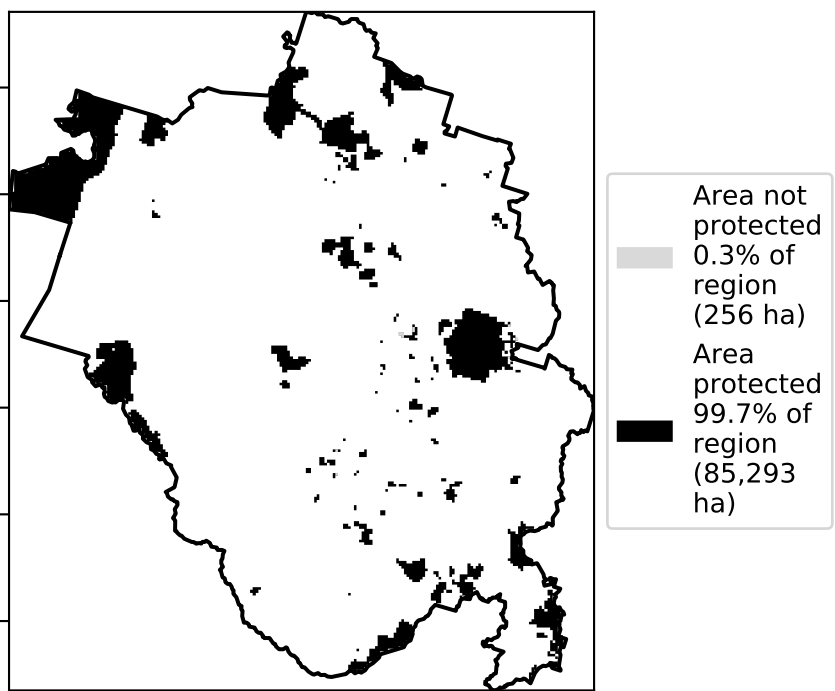 Area not
protected
0.3% of
region
(256 ha)
Area
protected
99.7% of
region
(85,293
ha)